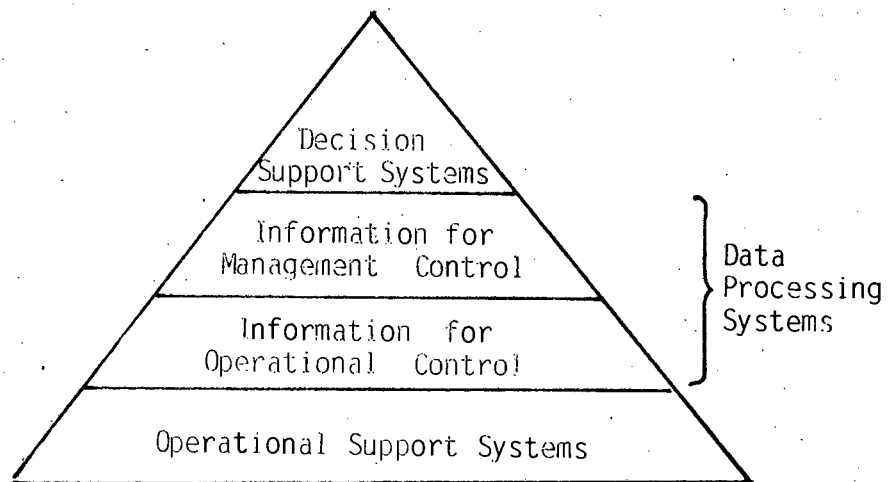 Decision
Support Systems
Information for
Management Control
Information for
Operational Control
Operational Support Systems
Data
Processing
Systems